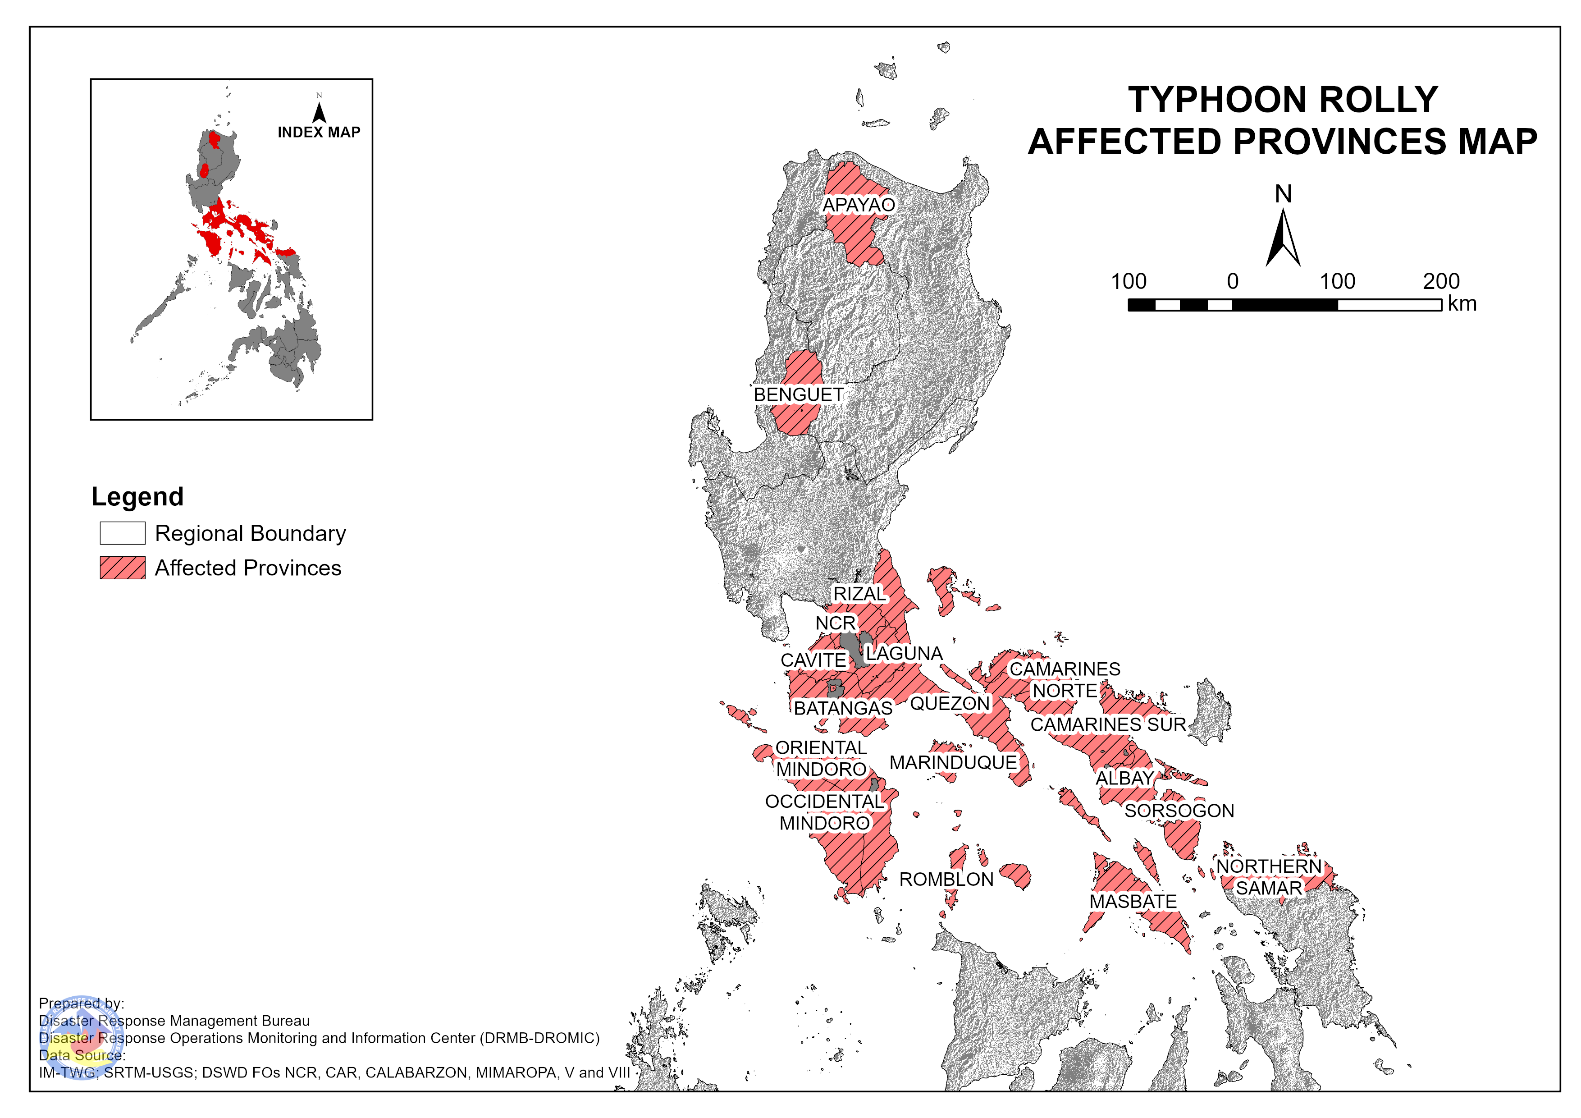 TYPHOON ROLLY
AFFECTED PROVINCES MAP
N
INDEX MAP
N
100 0 100 200
km
Legend
Regional Boundary
Affected Provinces
APAYAO
BENGUET
RIZAL
NCR
CAVITE
LAGUNA
BATANGAS
QUEZON
CAMARINES
NORTE
CAMARINES SUR
ORIENTAL
MINDORO
MARINDUQUE
ALBAY
OCCIDENTAL
MINDORO
SORSOGON
ROMBLON
MASBATE
NORTHERN
SAMAR
Prepared by:
Disaster Response Management Bureau
Disaster Response Operations Monitoring and Information Center (DRMB-DROMIC)
Data Source:
IM-TWG; SRTM-USGS; DSWD FOs NCR, CAR, CALABARZON, MIMAROPA, V and VIII